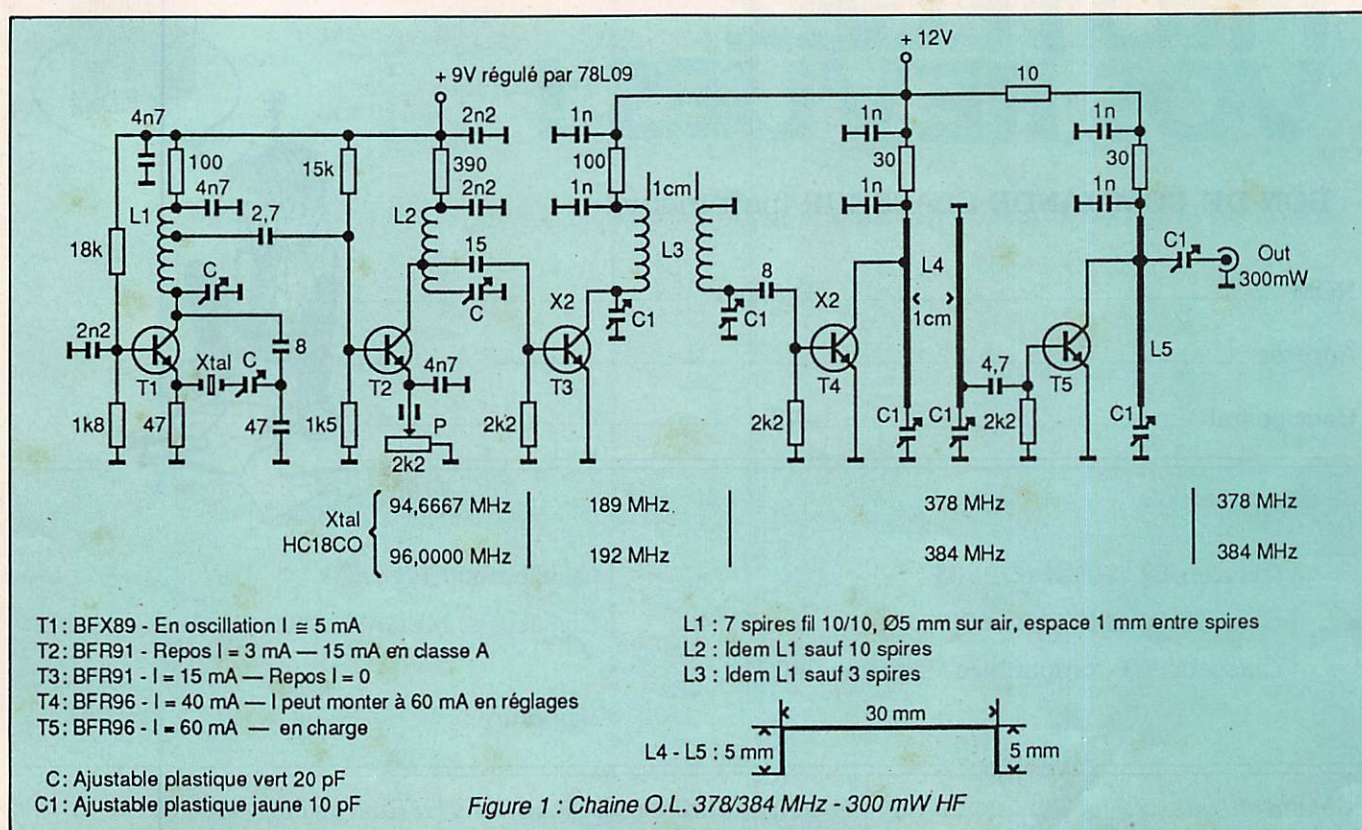 + 12V
+ 9V régulé par 78L09
10
4n7
2n2
1n
1n
1n
100
15k
390
100
30
30
4n7
2n2
1n
1cm
1n
1n
L1
2,7
L2
18k
15
L3
L4
C1
Out
300mW
C
C
X2
8
X2
1cm
2n2
C1
C1
8
Xtal
C
4n7
4,7
L5
T1
T2
T3
T4
T5
P
C1
C1
C1
1k8
47
47
1k5
2k2
2k2
2k2
2k2
Xtal
HC18CO
94,6667 MHz
189 MHz
378 MHz
378 MHz
96,0000 MHz
192 MHz
384 MHz
384 MHz
T1: BFX89 - En oscillation I ≅ 5 mA
T2: BFR91 - Repos I = 3 mA — 15 mA en classe A
T3: BFR91 - I = 15 mA — Repos I = 0
T4: BFR96 - I = 40 mA — I peut monter à 60 mA en réglages
T5: BFR96 - I = 60 mA — en charge
C: Ajustable plastique vert 20 pF
C1: Ajustable plastique jaune 10 pF
L1 : 7 spires fil 10/10, Ø5 mm sur air, espace 1 mm entre spires
L2 : Idem L1 sauf 10 spires
L3 : Idem L1 sauf 3 spires
30 mm
L4 - L5 : 5 mm
5 mm
Figure 1 : Chaine O.L. 378/384 MHz - 300 mW HF